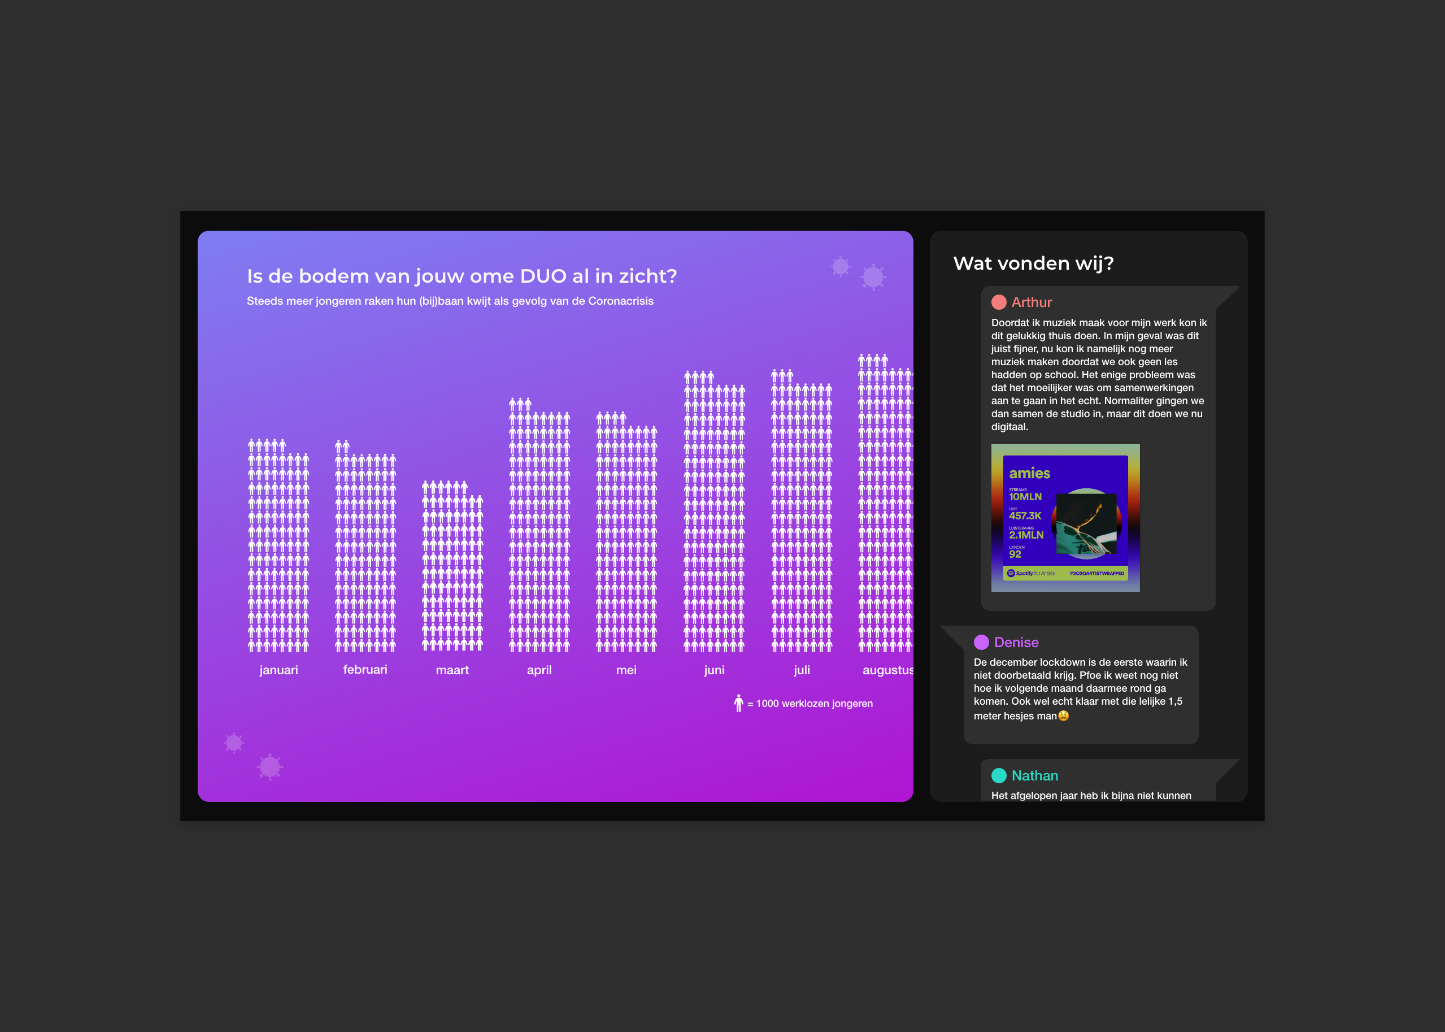 Is de bodem van jouw ome DUO al in zicht?
Steeds meer jongeren raken hun (bij)baan kwijt als gevolg van de Coronacrisis
januari
februari
maart
april
mei
juni
juli
augustus
= 1000 werklozen jongeren
Wat vonden wij?
Arthur
Doordat ik muziek maak voor mijn werk kon ik
dit gelukkig thuis doen. In mijn geval was dit
juist fijner, nu kon ik namelijk nog meer
muziek maken doordat we ook geen les
hadden op school. Het enige probleem was
dat het moeilijker was om samenwerkingen
aan te gaan in het echt. Normaliter gingen we
dan samen de studio in, maar dit doen we nu
digitaal.
amies
STREAMS
10MLN
UUR
457.3K
LUISTERAARS
2.1MLN
LANDEN
92
Spotify for Artists
#2020ARTISTWRAPPED
Denise
De december lockdown is de eerste waarin ik
niet doorbetaald krijg. Pfoe ik weet nog niet
hoe ik volgende maand daarmee rond ga
komen. Ook wel echt klaar met die lelijke 1,5
meter hesjes man😩
Nathan
Het afgelopen jaar heb ik bijna niet kunnen